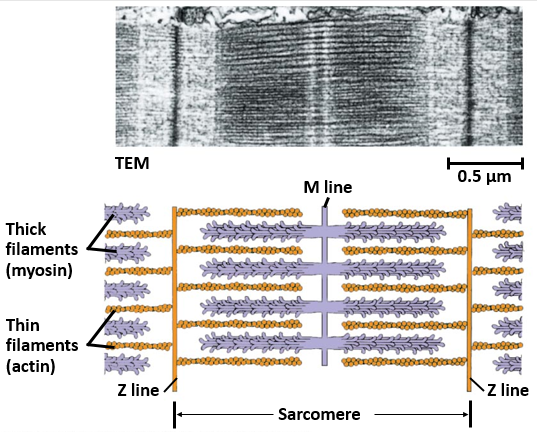 TEM
0.5 µm
M line
Thick
filaments
(myosin)
Thin
filaments
(actin)
Z line
Z line
Sarcomere